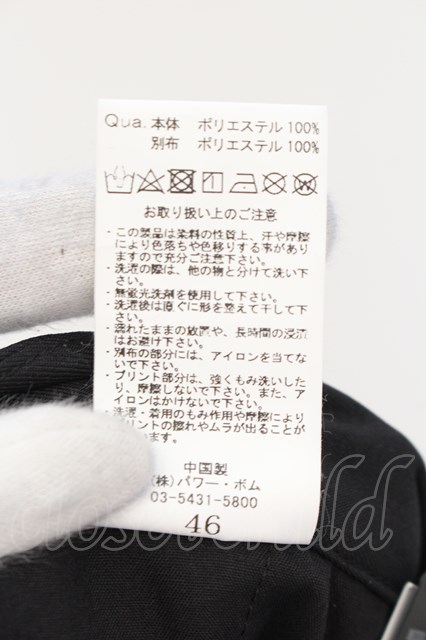 Qua. 本体 ポリエステル 100%
別布 ポリエステル 100%
お取り扱い上のご注意
・この製品は染料の性質上、汗や摩擦
により色落ちや色移りする事があり
ますので充分ご注意下さい。
・洗濯の際は、他の物と分けて洗い下
さい。
・無蛍光洗剤を使用して下さい。
・洗濯後は直ぐに形を整えて干して下
さい。
・濡れたままの放置や、長時間の浸漬
はお避け下さい。
・別布の部分には、アイロンを当てな
いで下さい。
・プリント部分は、強くもみ洗いした
り、摩擦しないで下さい。また、ア
イロンはかけないで下さい。
・洗濯・着用のもみ作用や摩擦により
プリントの擦れやムラが出ることが
います。
中国製
(株)パワー・ボム
03-5431-5800
46
closetchild